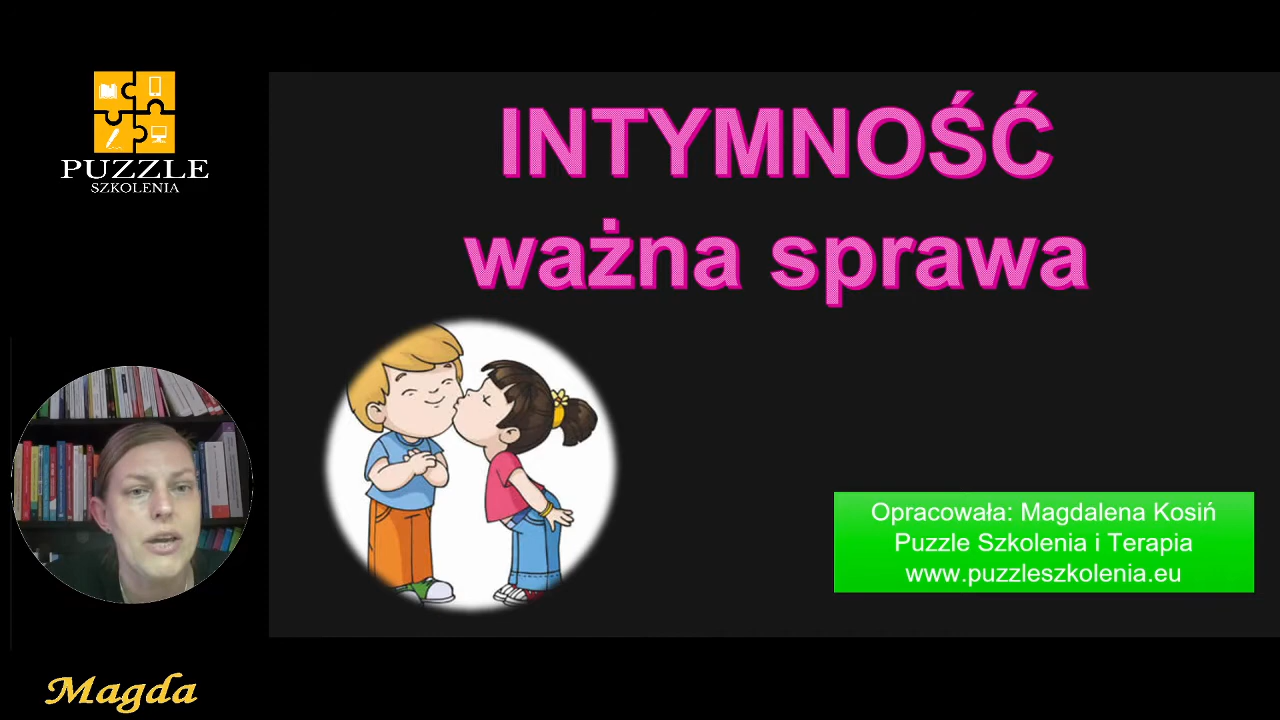 PUZZLE
SZKOLENIA
INTYMNOŚĆ
ważna sprawa
Opracowała: Magdalena Kosiń
Puzzle Szkolenia i Terapia
www.puzzleszkolenia.eu
Magda